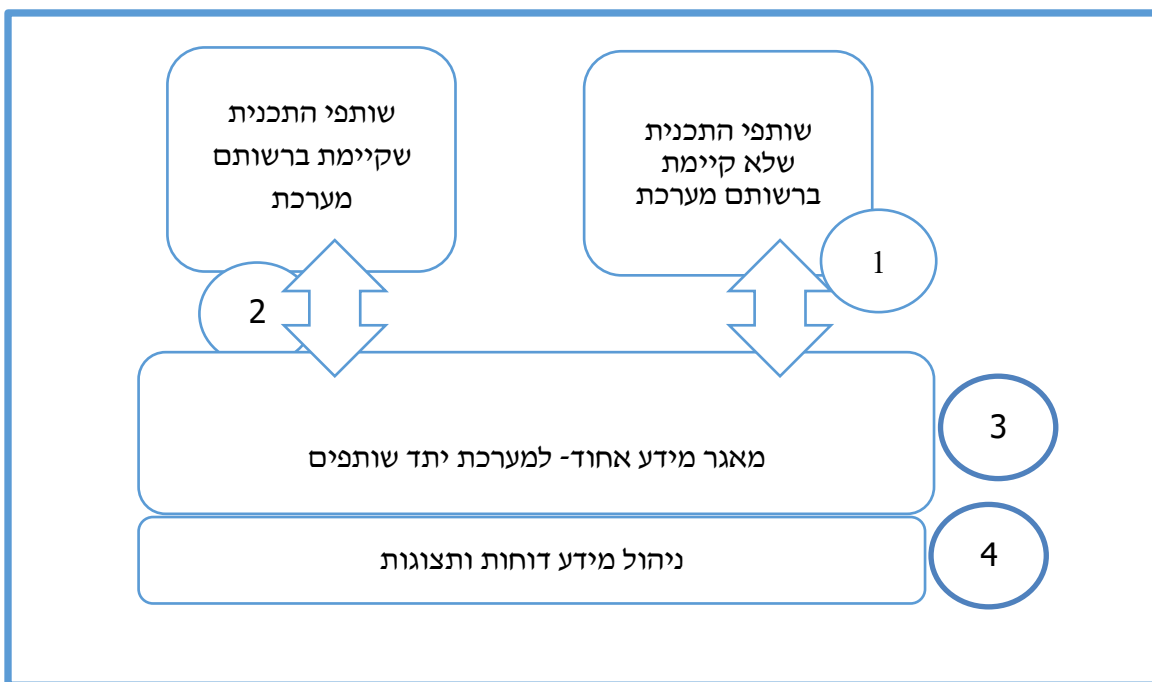 שותפי התכנית
שלא קיימת
ברשותם מערכת
1
שותפי התכנית
שקיימת ברשותם
מערכת
2
מאגר מידע אחוד- למערכת יתד שותפים
3
ניהול מידע דוחות ותצוגות
4